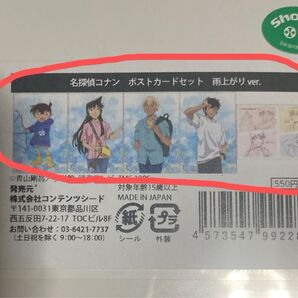 Sho
名探偵コナン ポストカードセット 雨上がりver.
©青山剛昌
550円
発売元
株式会社コンテンツシード
〒141-0031東京都品川区
西五反田7-22-17 TOCビル8F
お問い合わせ：03-6421-7737
（土日祝を除く9:00~18:00）
対象年齢15歳以上
MADE IN JAPAN
紙
シール 外装
4 573547 99228